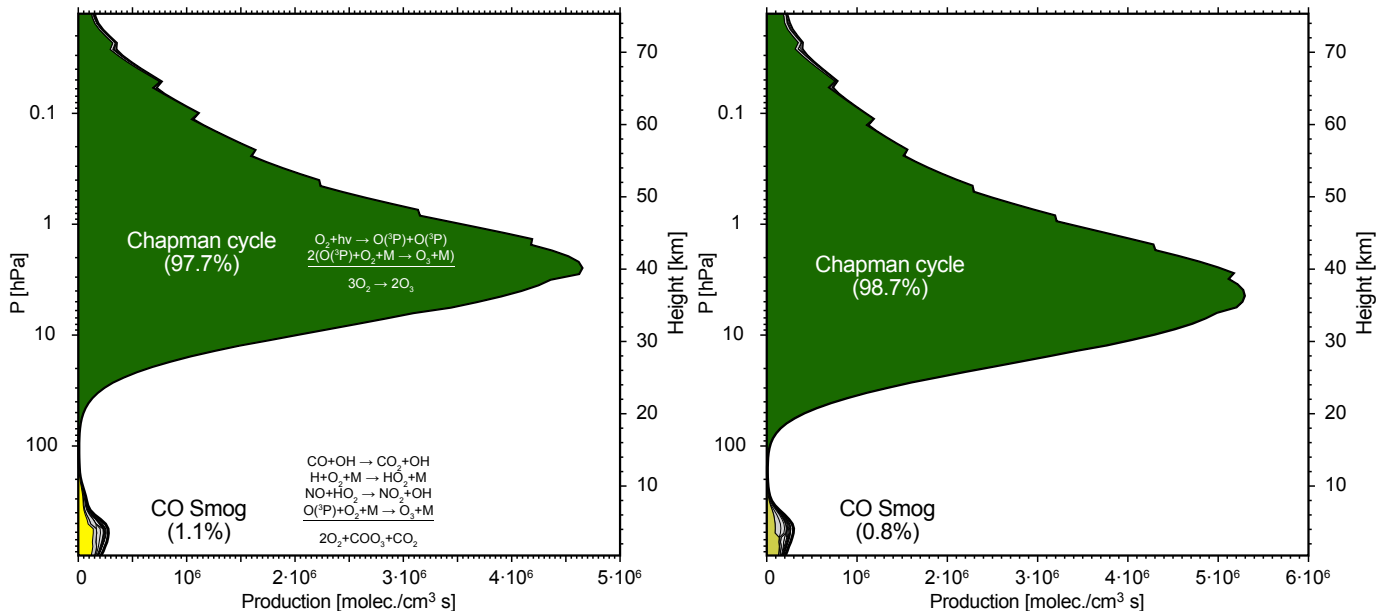 0.1
1
10
100
P [hPa]
70
60
50
40
30
20
10
Height [km]
Chapman cycle
(97.7%)
O₂+hv → O(³P)+O(³P)
2(O(³P)+O₂+M → O₃+M)
3O₂ → 2O₃
CO Smog
(1.1%)
CO+OH → CO₂+OH
H+O₂+M → HO₂+M
NO+HO₂ → NO₂+OH
O(³P)+O₂+M → O₃+M
2O₂+COO₃+CO₂
0
10⁶
2·10⁶
3·10⁶
4·10⁶
5·10⁶
Production [molec./cm³ s]
0.1
1
10
100
P [hPa]
70
60
50
40
30
20
10
Height [km]
Chapman cycle
(98.7%)
CO Smog
(0.8%)
0
10⁶
2·10⁶
3·10⁶
4·10⁶
5·10⁶
6·10⁶
Production [molec./cm³ s]